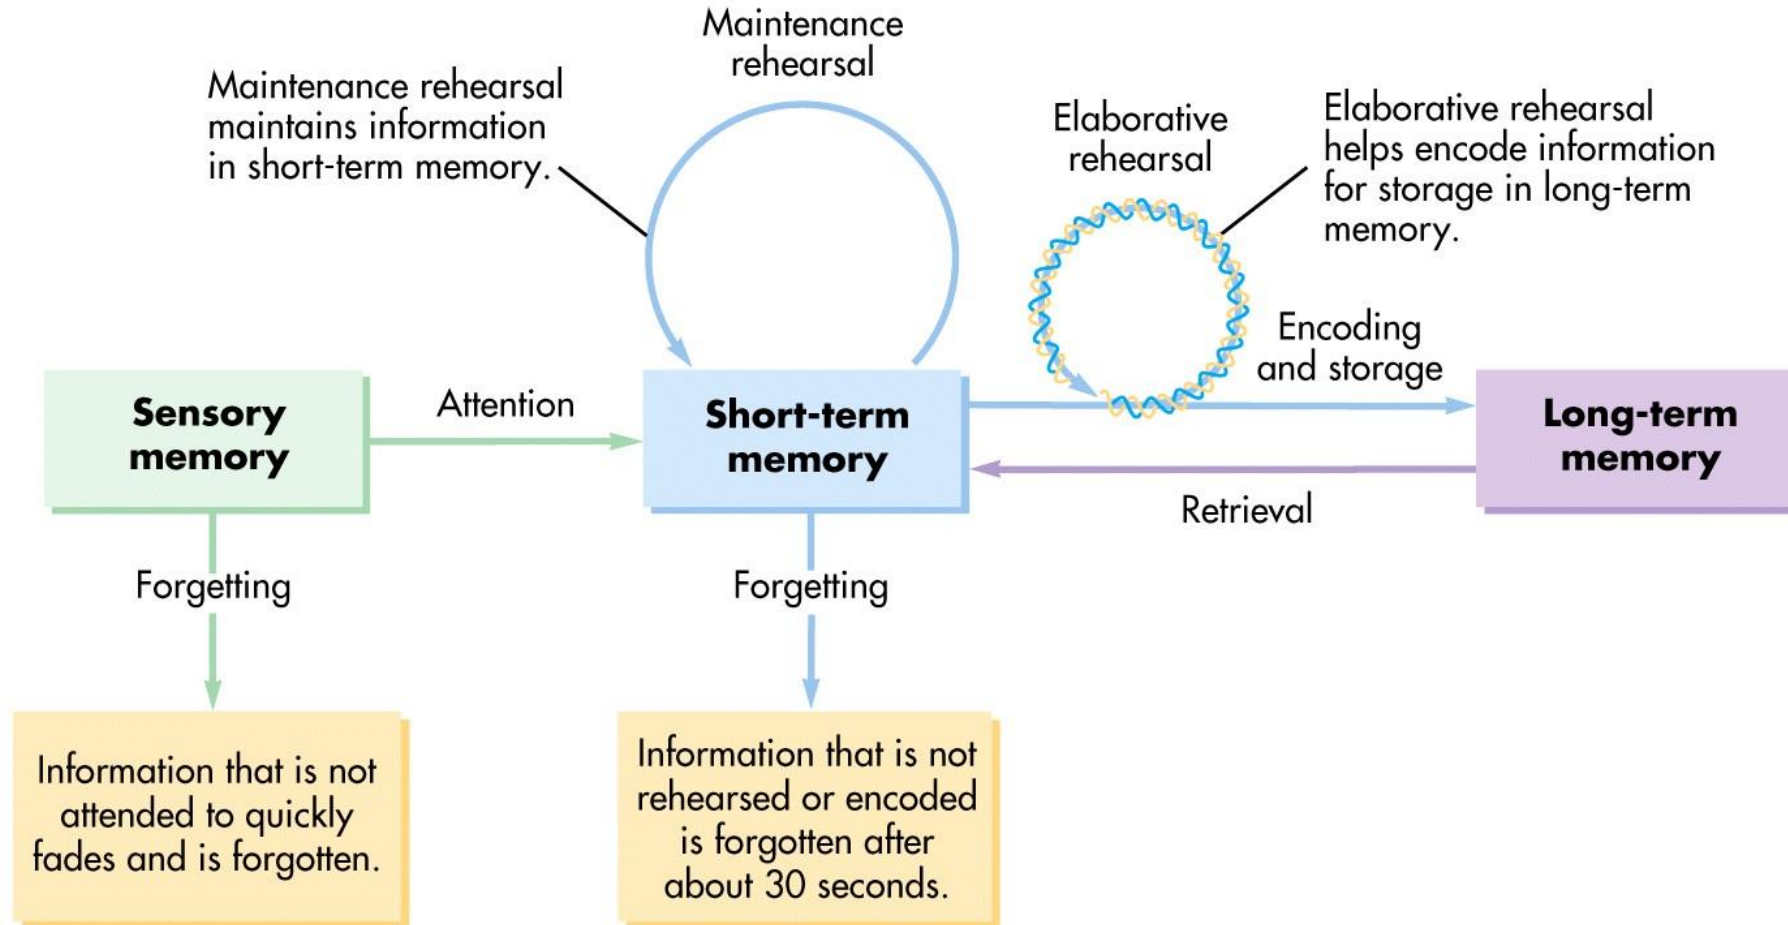 Maintenance
rehearsal
Maintenance rehearsal
maintains information
in short-term memory.
Elaborative
rehearsal
Elaborative rehearsal
helps encode information
for storage in long-term
memory.
Encoding
and storage
Sensory
memory
Attention
Short-term
memory
Long-term
memory
Retrieval
Forgetting
Forgetting
Information that is not
attended to quickly
fades and is forgotten.
Information that is not
rehearsed or encoded
is forgotten after
about 30 seconds.